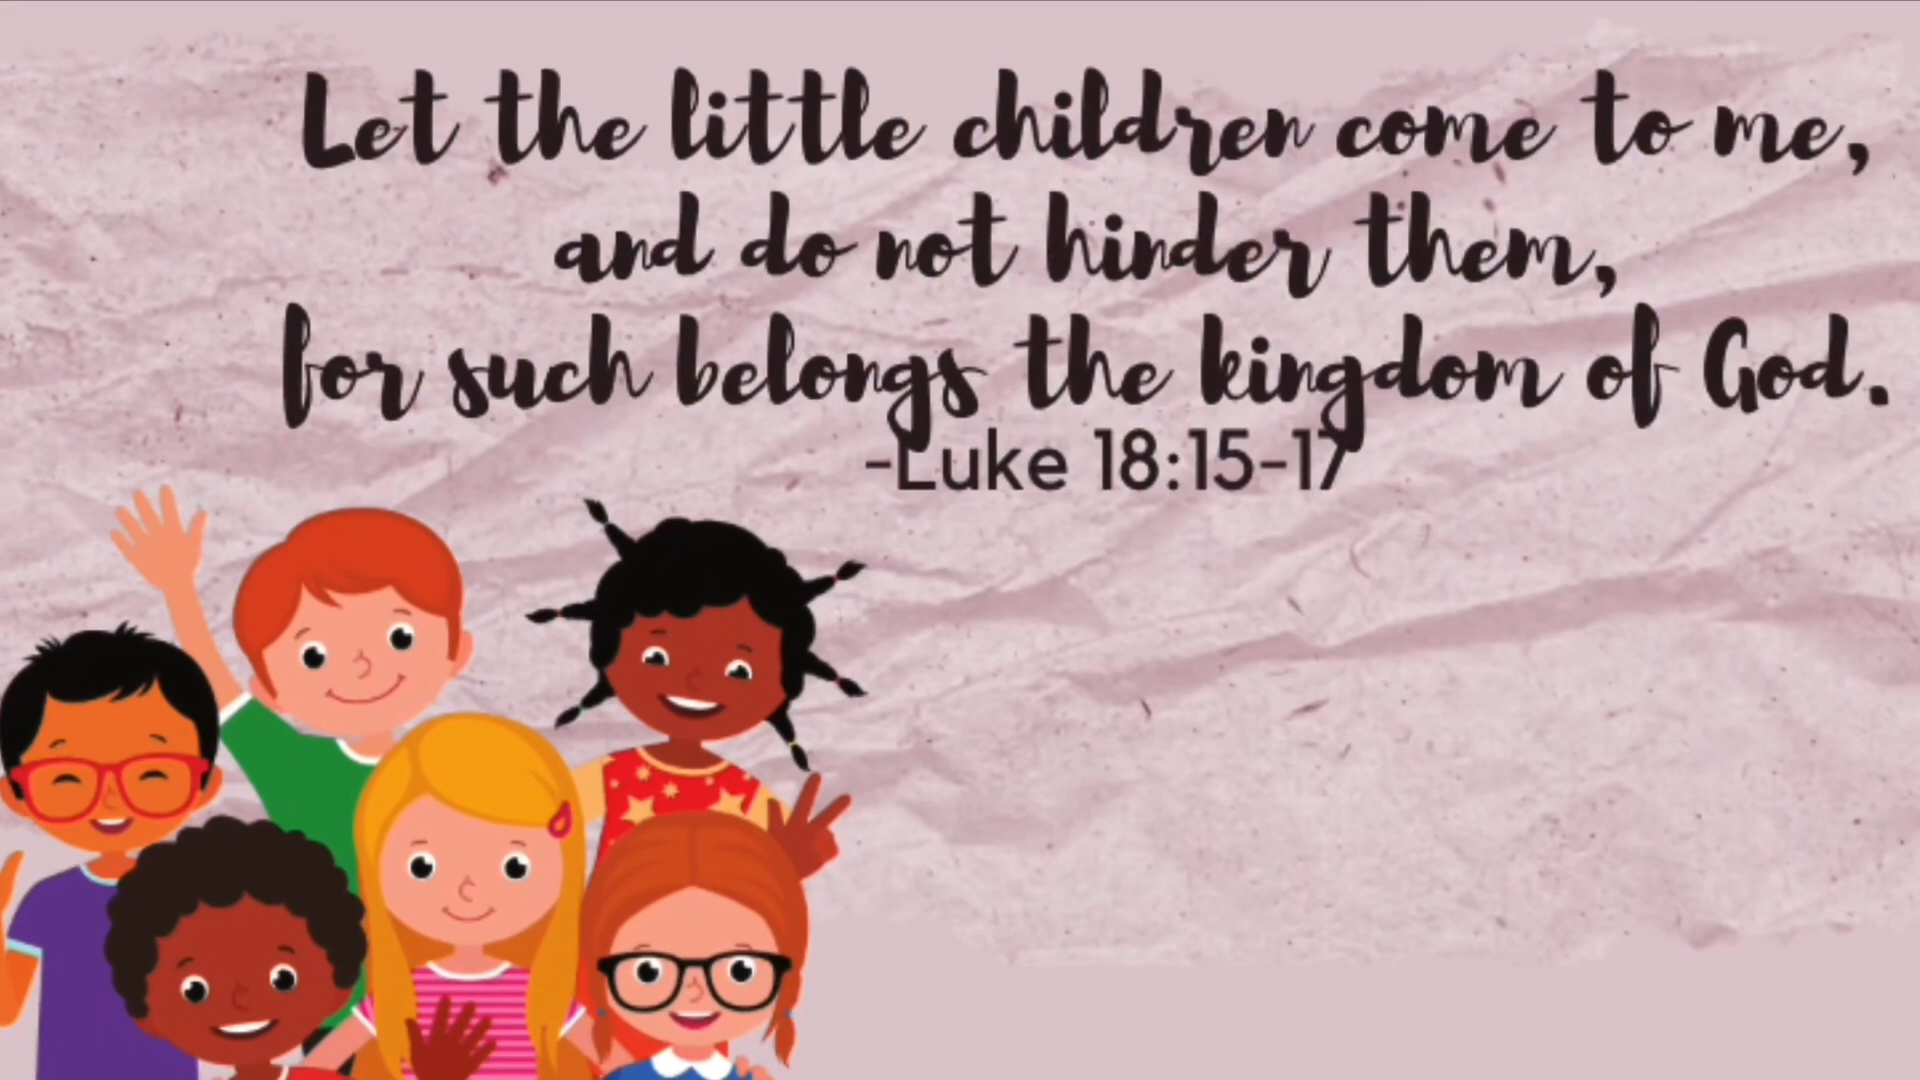 Let the little children come to me,
and do not hinder them,
for such belongs the kingdom of God.
-Luke 18:15-17